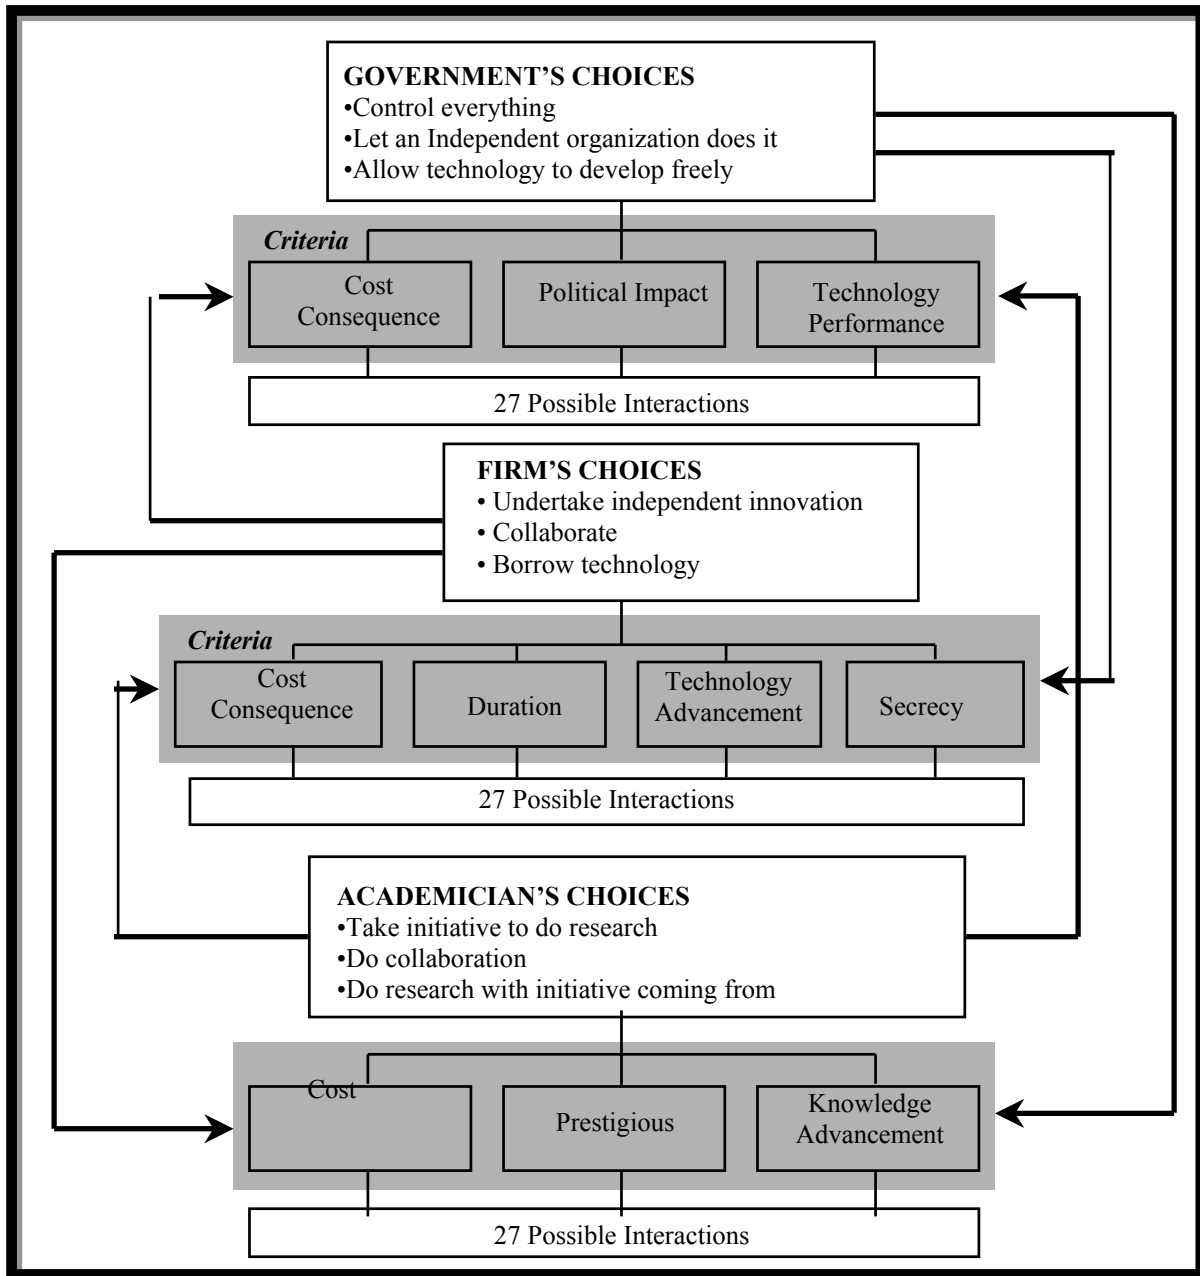 GOVERNMENT’S CHOICES
•Control everything
•Let an Independent organization does it
•Allow technology to develop freely
Criteria
Cost
Consequence
Political Impact
Technology
Performance
27 Possible Interactions
FIRM’S CHOICES
• Undertake independent innovation
• Collaborate
• Borrow technology
Criteria
Cost
Consequence
Duration
Technology
Advancement
Secrecy
27 Possible Interactions
ACADEMICIAN’S CHOICES
•Take initiative to do research
•Do collaboration
•Do research with initiative coming from
Cost
Prestigious
Knowledge
Advancement
27 Possible Interactions